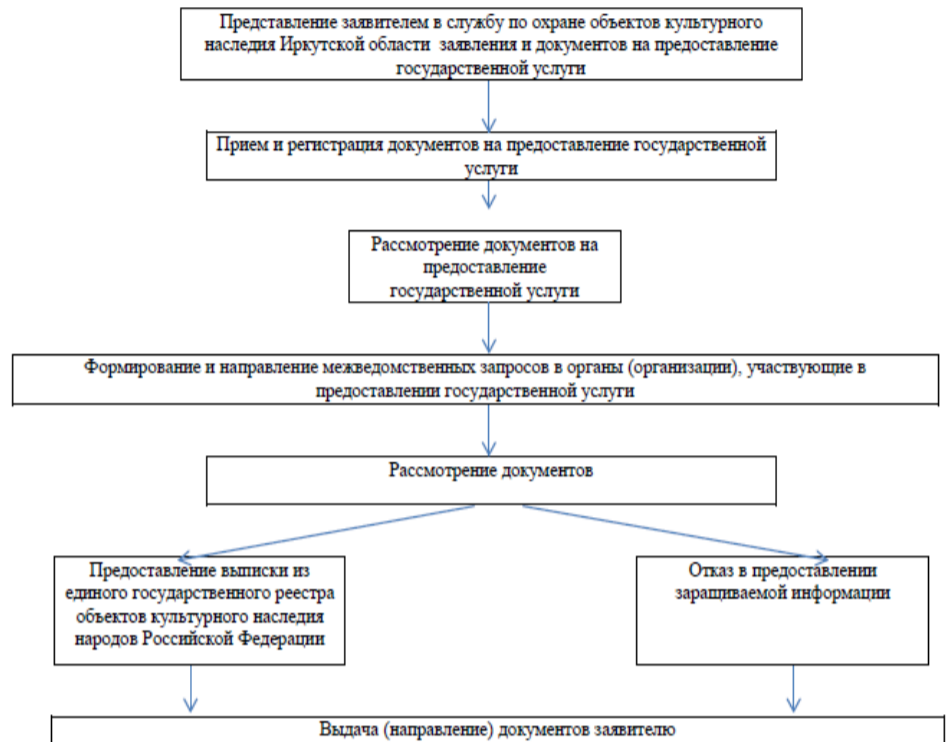 Представление заявителем в службу по охране объектов культурного
наследия Иркутской области заявления и документов на предоставление
государственной услуги
Прием и регистрация документов на предоставление государственной
услуги
Рассмотрение документов на
предоставление
государственной услуги
Формирование и направление межведомственных запросов в органы (организации), участвующие в
предоставлении государственной услуги
Рассмотрение документов
Предоставление выписки из
единого государственного реестра
объектов культурного наследия
народов Российской Федерации
Отказ в предоставлении
заращиваемой информации
Выдача (направление) документов заявителю